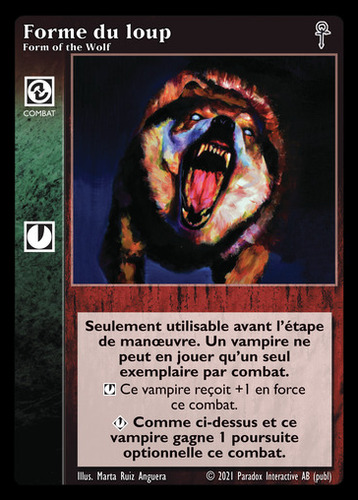 Forme du loup
Form of the Wolf
COMBAT
Seulement utilisable avant l'étape
de manœuvre. Un vampire ne
peut en jouer qu'un seul
exemplaire par combat.
Ce vampire reçoit +1 en force
ce combat.
Comme ci-dessus et ce
vampire gagne 1 poursuite
optionnelle ce combat.
Illus. Marta Ruiz Anguera © 2021 Paradox Interactive AB (publ)